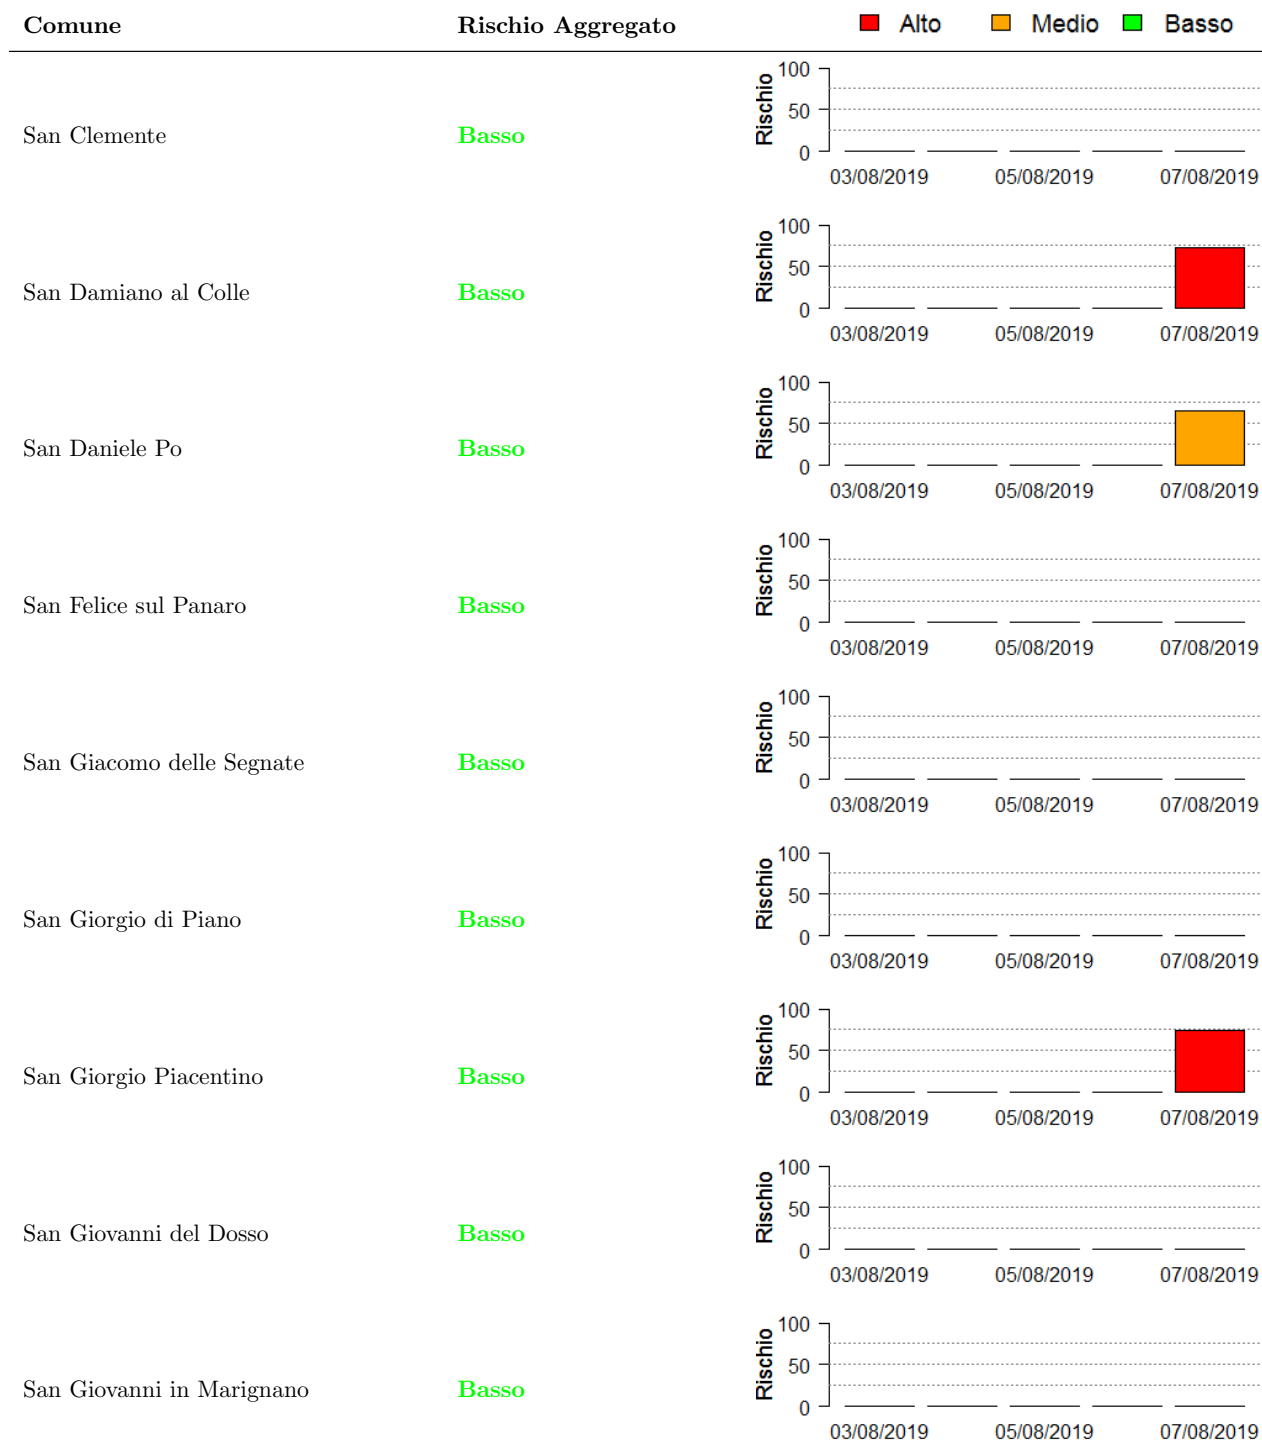 Comune Rischio Aggregato Alto Medio Basso
San Clemente Basso
Rischio
100
50
0
03/08/2019 05/08/2019 07/08/2019
San Damiano al Colle Basso
Rischio
100
50
0
03/08/2019 05/08/2019 07/08/2019
San Daniele Po Basso
Rischio
100
50
0
03/08/2019 05/08/2019 07/08/2019
San Felice sul Panaro Basso
Rischio
100
50
0
03/08/2019 05/08/2019 07/08/2019
San Giacomo delle Segnate Basso
Rischio
100
50
0
03/08/2019 05/08/2019 07/08/2019
San Giorgio di Piano Basso
Rischio
100
50
0
03/08/2019 05/08/2019 07/08/2019
San Giorgio Piacentino Basso
Rischio
100
50
0
03/08/2019 05/08/2019 07/08/2019
San Giovanni del Dosso Basso
Rischio
100
50
0
03/08/2019 05/08/2019 07/08/2019
San Giovanni in Marignano Basso
Rischio
100
50
0
03/08/2019 05/08/2019 07/08/2019